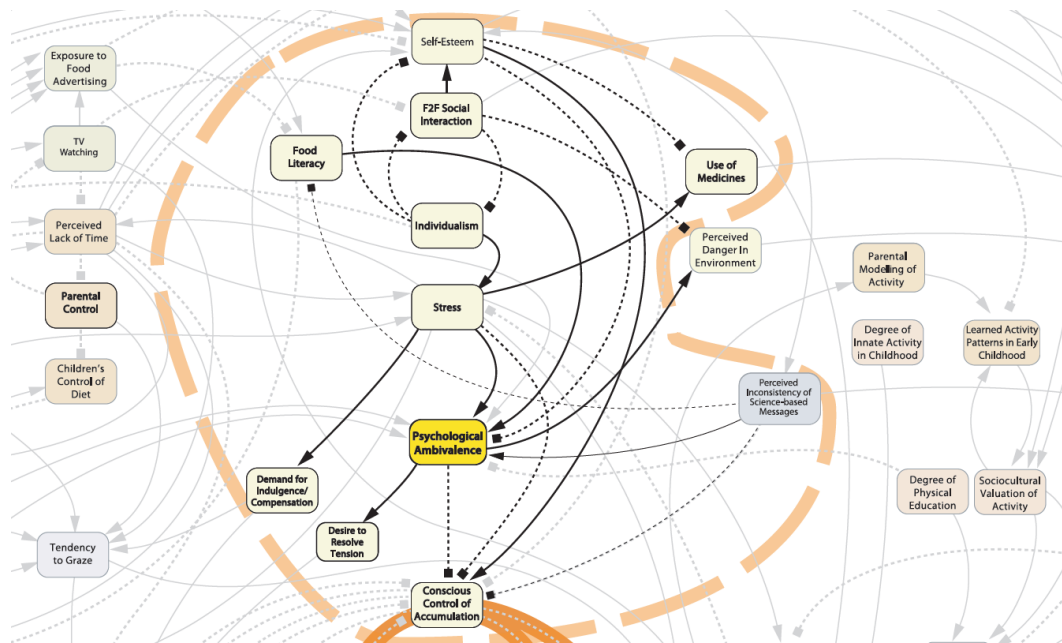 Self-Esteem
Exposure to
Food
Advertising
F2F Social
Interaction
TV
Watching
Food
Literacy
Use of
Medicines
Individualism
Perceived
Lack of Time
Perceived
Danger In
Environment
Parental
Modeling of
Activity
Parental
Control
Stress
Degree of
Innate Activity
in Childhood
Learned Activity
Patterns in Early
Childhood
Children's
Control of
Diet
Perceived
Inconsistency of
Science-based
Messages
Psychological
Ambivalence
Demand for
Indulgence/
Compensation
Degree of
Physical
Education
Sociocultural
Valuation of
Activity
Desire to
Resolve
Tension
Tendency
to Graze
Conscious
Control of
Accumulation